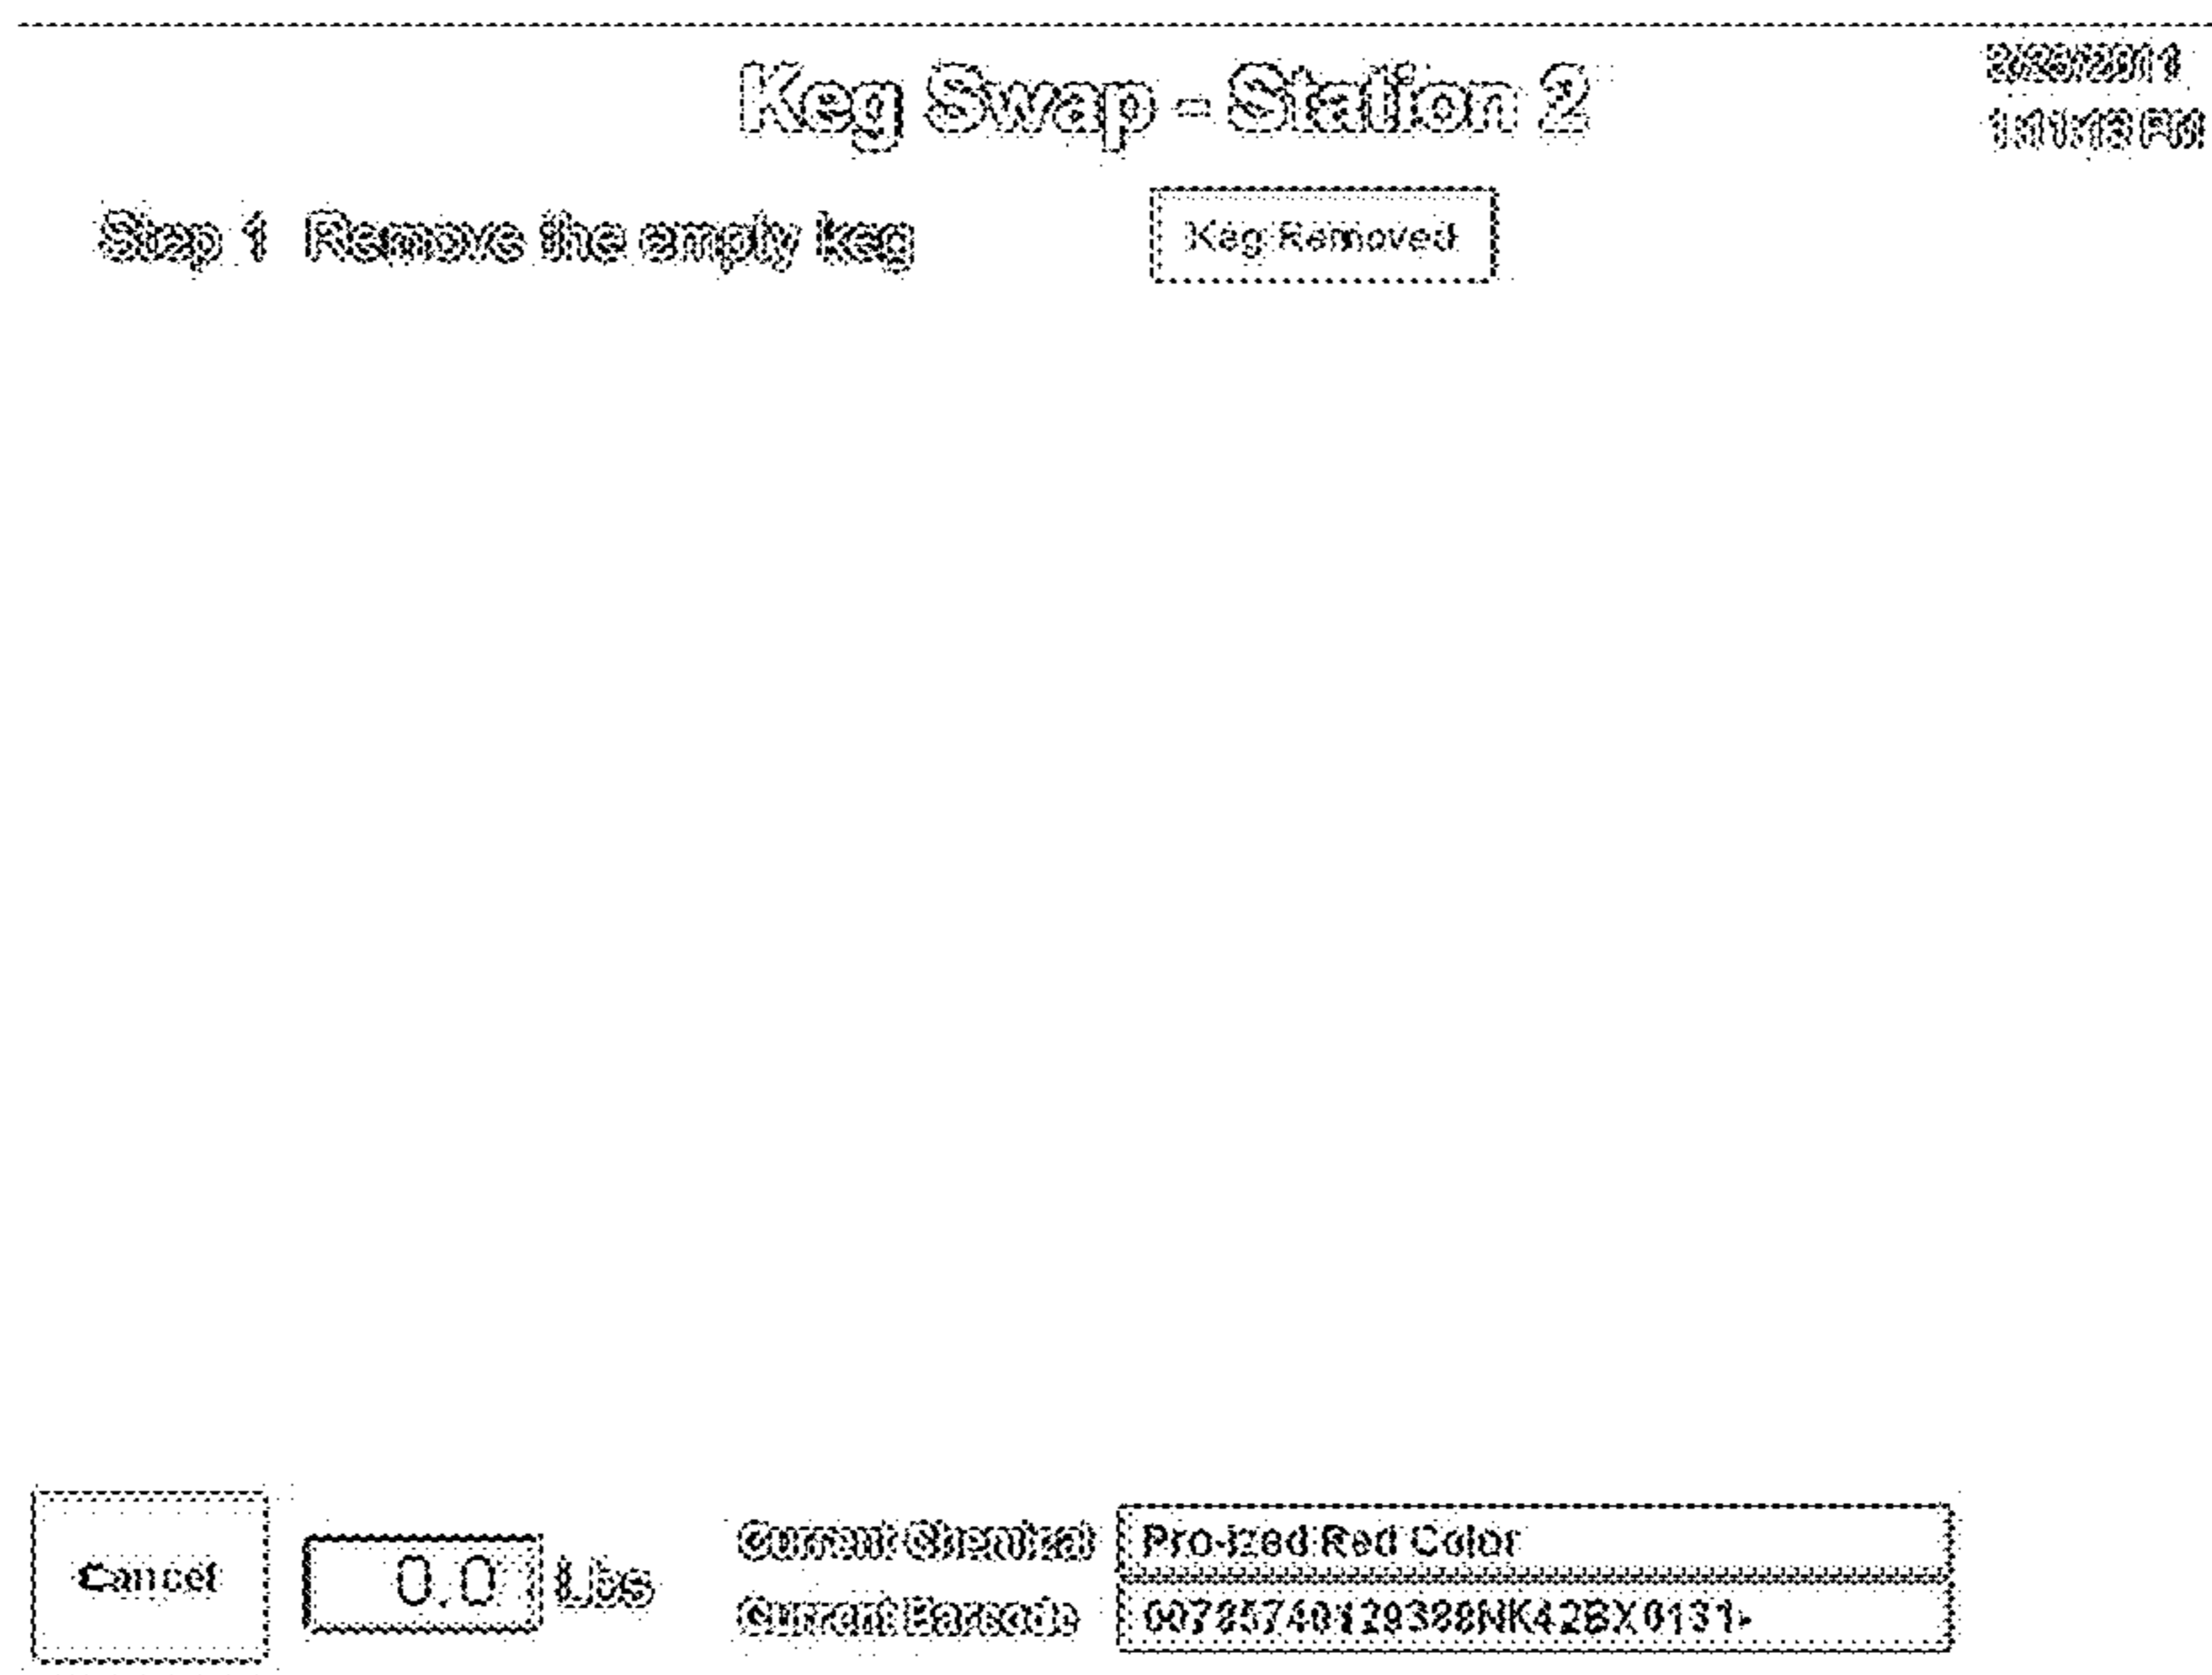 Keg Swap - Station 2
Step 1 Remove the empty keg
Keg Removed
Cancel
0.0 Lbs
Current Chemical
Pro-ized Red Color
Current Barcode